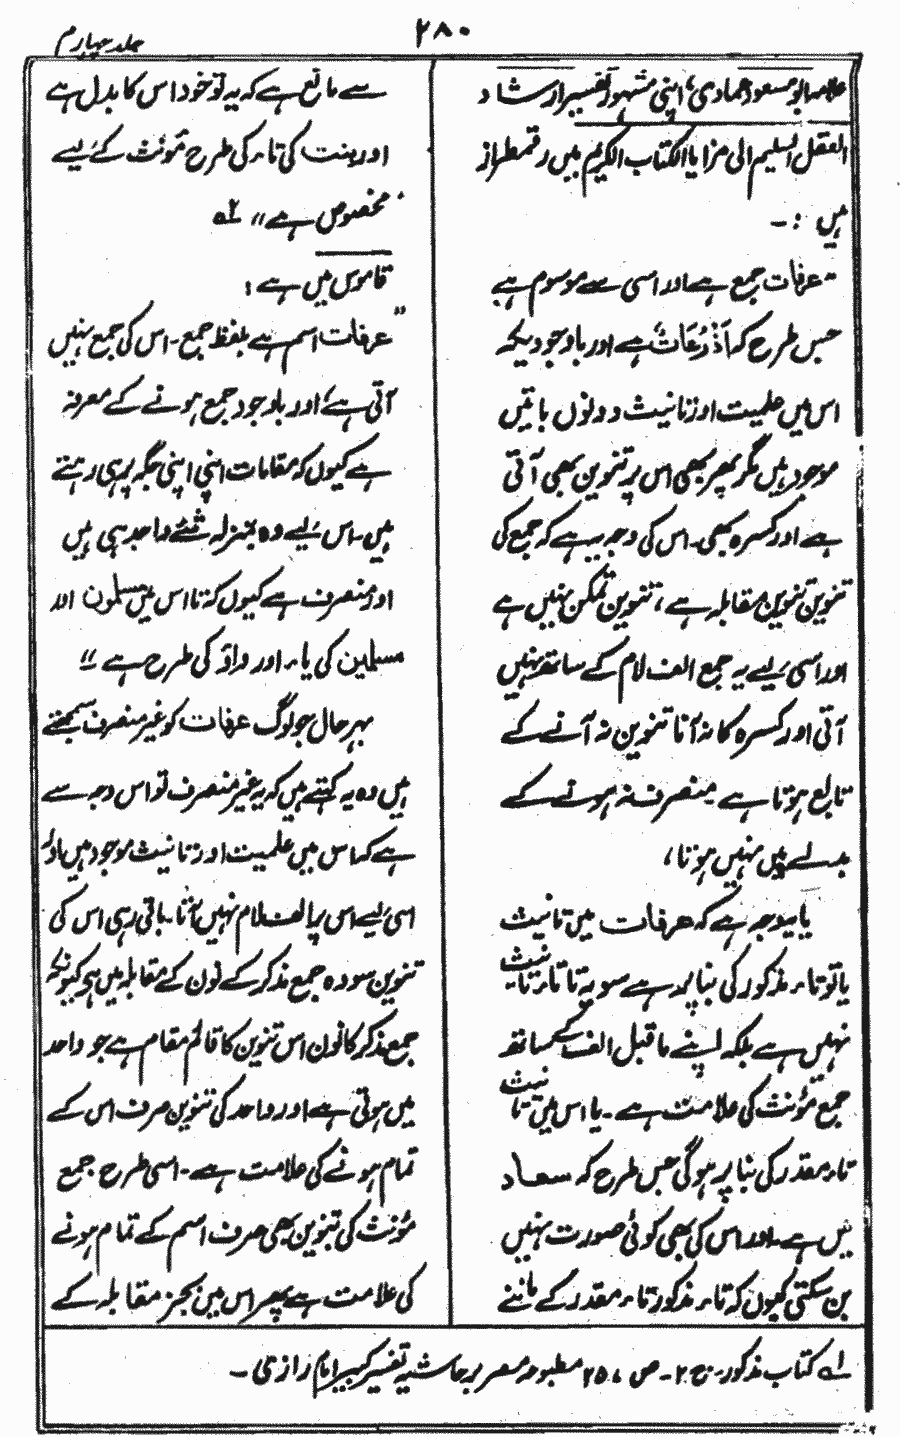 جلد چہارم
۲۸۰
علامہ ابو مسعود عمادی، اپنی مشہور تفسیر ارشاد
العقل السلیم الی مزایا الکتاب الکریم میں رقمطراز
ہیں :۔
عرفات جمع ہے اور اسی سے موسوم ہے
جس طرح کہ اَذْرِعَات ہے اور باوجودیکہ
اس میں علمیت اور تانیث دونوں باتیں
موجود ہیں مگر پھر بھی اس پر تنوین بھی آتی
ہے اور کسرہ بھی۔ اس کی وجہ یہ ہے کہ جمع کی
تنوین تنوین مقابلہ ہے، تنوین تمکن نہیں ہے
اور اسی لیے یہ جمع الف لام کے ساتھ نہیں
آتی اور کسرہ کا نہ آنا تنوین نہ آنے کے
تابع ہوتا ہے منصرف نہ ہونے کے
بدلے میں نہیں ہوتا،
یا یہ وجہ ہے کہ عرفات میں تانیث
یا تو تاء مذکور کی بنا پر ہے سو یہ تا تاء تانیث
نہیں ہے بلکہ اپنے ماقبل الف کے ساتھ
جمع مؤنث کی علامت ہے۔ یا اس میں تانیث
تاء مقدر کی بنا پر ہوگی جس طرح کہ سعاد
میں ہے۔ اور اس کی بھی کوئی صورت نہیں
بن سکتی کیوں کہ تاء مذکور تاء مقدر کے ماننے
سے مانع ہے کہ یہ تو خود اس کا بدل ہے
اور بنت کی تاء کی طرح مؤنث کے لیے
مخصوص ہے" ؎۲
قاموس میں ہے :
"عرفات اسم ہے بلفظ جمع۔ اس کی جمع نہیں
آتی ہے، اور باوجود جمع ہونے کے معرفہ
ہے کیوں کہ مقامات اپنی اپنی جگہ پر ہی رہتے
ہیں۔ اس لیے وہ بمنزلہ شئے واحد ہی ہیں
اور منصرف ہے کیوں کہ تا اس میں مسلمون اور
مسلمین کی یاء اور واؤ کی طرح ہے"
بہر حال جو لوگ عرفات کو غیر منصرف سمجھتے
ہیں وہ یہ کہتے ہیں کہ یہ غیر منصرف تو اس وجہ سے
ہے کہ اس میں علمیت اور تانیث موجود ہیں اور
اسی لیے اس پر الف لام نہیں آتا۔ باقی رہی اس کی
تنوین سو وہ جمع مذکر کے نون کے مقابلہ میں ہے کیونکہ
جمع مذکر کا نون اس تنوین کا قائم مقام ہے جو واحد
میں ہوتی ہے اور واحد کی تنوین صرف اس کے
تمام ہونے کی علامت ہے۔ اسی طرح جمع
مؤنث کی تنوین بھی صرف اسم کے تمام ہونے
کی علامت ہے پھر اس میں بجز مقابلہ کے
؎۱ کتاب مذکور۔ ج ۲۔ ص ۲۵۰، مطبوعہ مصر برحاشیہ تفسیر کبیر امام رازی۔